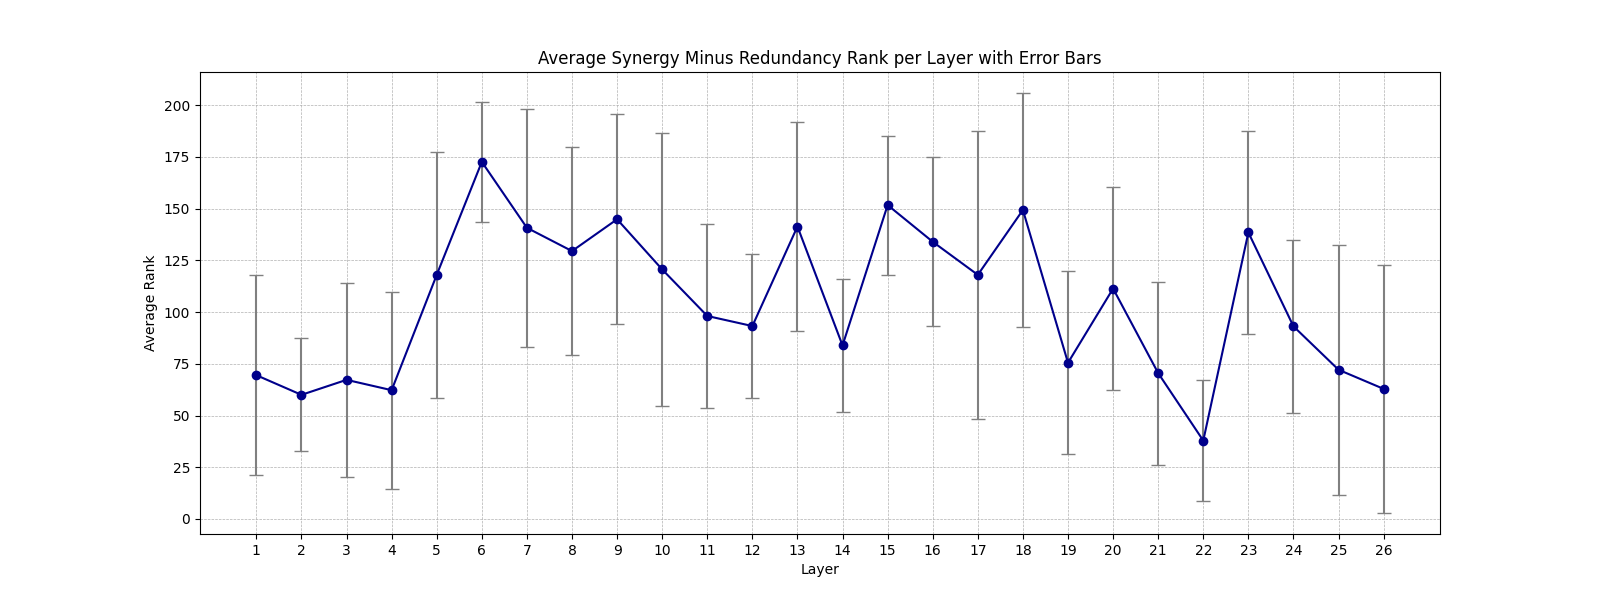 Average Synergy Minus Redundancy Rank per Layer with Error Bars
200
175
150
125
100
75
50
25
0
Average Rank
1 2 3 4 5 6 7 8 9 10 11 12 13 14 15 16 17 18 19 20 21 22 23 24 25 26
Layer